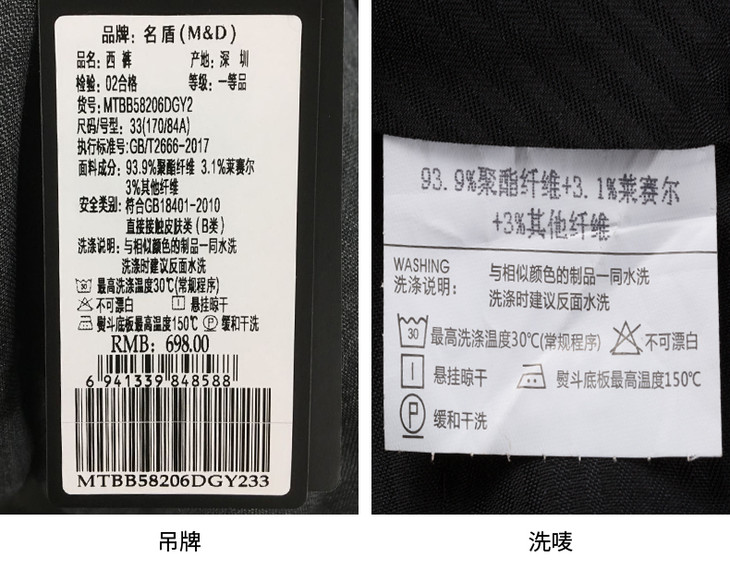 品牌: 名盾(M&D)
品名: 西 裤 产地: 深 圳
检验: 02合格 等级: 一等品
货号: MTBB58206DGY2
尺码/号型: 33(170/84A)
执行标准号:GB/T2666-2017
面料成分: 93.9%聚酯纤维 3.1%莱赛尔
3%其他纤维
安全类别: 符合GB18401-2010
直接接触皮肤类(B类)
洗涤说明: 与相似颜色的制品一同水洗
洗涤时建议反面水洗
30 最高洗涤温度30℃(常规程序)
不可漂白 悬挂晾干
熨斗底板最高温度150℃ P 缓和干洗
RMB: 698.00
6 941339 848588
MTBB58206DGY233
93.9%聚酯纤维+3.1%莱赛尔
+3%其他纤维
WASHING
洗涤说明: 与相似颜色的制品一同水洗
洗涤时建议反面水洗
30 最高洗涤温度30℃(常规程序) 不可漂白
悬挂晾干 熨斗底板最高温度150℃
P 缓和干洗
吊牌 洗唛